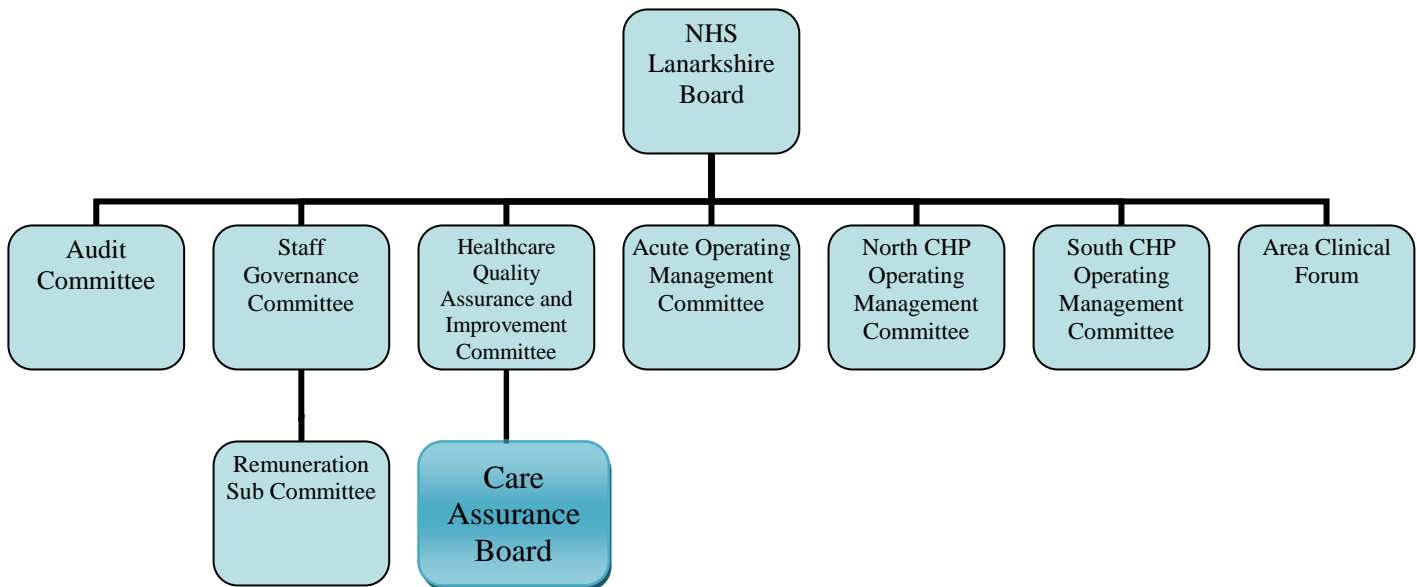 NHS
Lanarkshire
Board
Audit
Committee
Staff
Governance
Committee
Healthcare
Quality
Assurance and
Improvement
Committee
Acute Operating
Management
Committee
North CHP
Operating
Management
Committee
South CHP
Operating
Management
Committee
Area Clinical
Forum
Remuneration
Sub Committee
Care
Assurance
Board